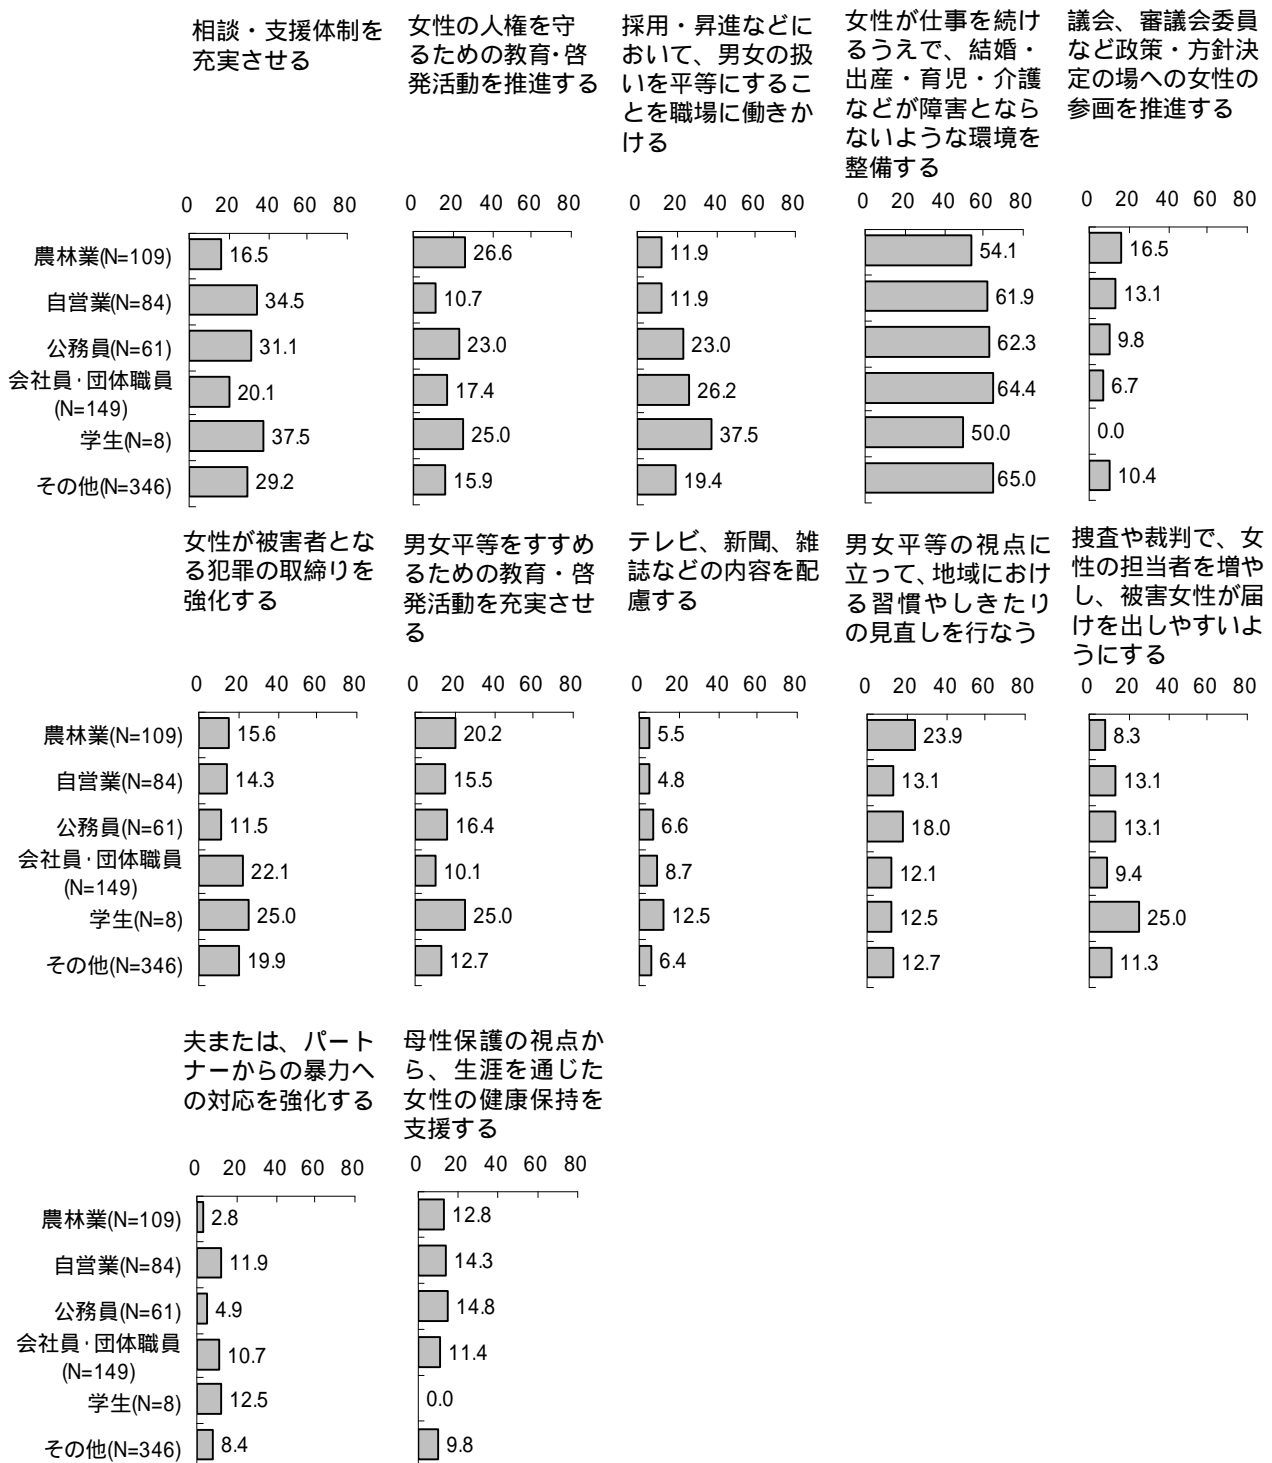 相談・支援体制を
充実させる
女性の人権を守
るための教育・啓
発活動を推進する
採用・昇進などに
おいて、男女の扱
いを平等にするこ
とを職場に働きか
ける
女性が仕事を続け
るうえで、結婚・
出産・育児・介護
などが障害となら
ないような環境を
整備する
議会、審議会委員
など政策・方針決
定の場への女性の
参画を推進する
0 20 40 60 80
0 20 40 60 80
0 20 40 60 80
0 20 40 60 80
0 20 40 60 80
農林業(N=109) 16.5 26.6 11.9 54.1 16.5
自営業(N=84) 34.5 10.7 11.9 61.9 13.1
公務員(N=61) 31.1 23.0 23.0 62.3 9.8
会社員・団体職員
(N=149) 20.1 17.4 26.2 64.4 6.7
学生(N=8) 37.5 25.0 37.5 50.0 0.0
その他(N=346) 29.2 15.9 19.4 65.0 10.4
女性が被害者とな
る犯罪の取締りを
強化する
男女平等をすすめ
るための教育・啓
発活動を充実させ
る
テレビ、新聞、雑
誌などの内容を配
慮する
男女平等の視点に
立って、地域におけ
る習慣やしきたり
の見直しを行なう
捜査や裁判で、女
性の担当者を増や
し、被害女性が届
けを出しやすいよ
うにする
0 20 40 60 80
0 20 40 60 80
0 20 40 60 80
0 20 40 60 80
0 20 40 60 80
農林業(N=109) 15.6 20.2 5.5 23.9 8.3
自営業(N=84) 14.3 15.5 4.8 13.1 13.1
公務員(N=61) 11.5 16.4 6.6 18.0 13.1
会社員・団体職員
(N=149) 22.1 10.1 8.7 12.1 9.4
学生(N=8) 25.0 25.0 12.5 12.5 25.0
その他(N=346) 19.9 12.7 6.4 12.7 11.3
夫または、パート
ナーからの暴力へ
の対応を強化する
母性保護の視点か
ら、生涯を通じた
女性の健康保持を
支援する
0 20 40 60 80
0 20 40 60 80
農林業(N=109) 2.8 12.8
自営業(N=84) 11.9 14.3
公務員(N=61) 4.9 14.8
会社員・団体職員
(N=149) 10.7 11.4
学生(N=8) 12.5 0.0
その他(N=346) 8.4 9.8